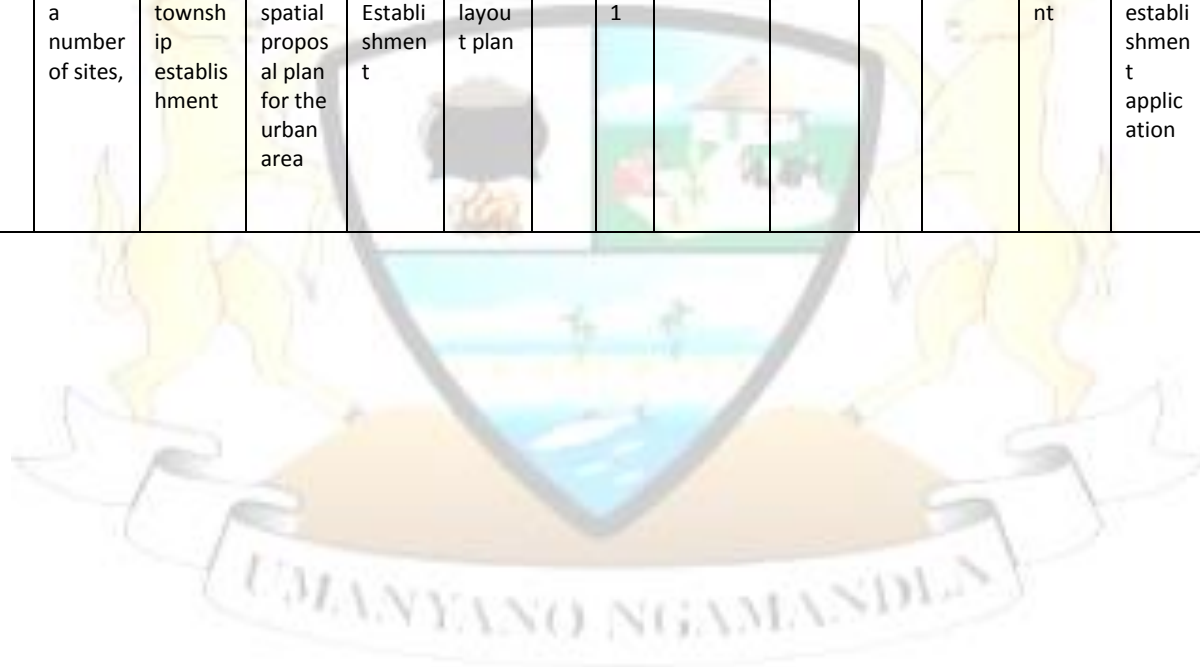 a
number
of sites,
townsh
ip
establis
hment
spatial
propos
al plan
for the
urban
area
Establi
shmen
t
layou
t plan
1
nt
establi
shmen
t
applic
ation
UMANYANO NGAMANDLA